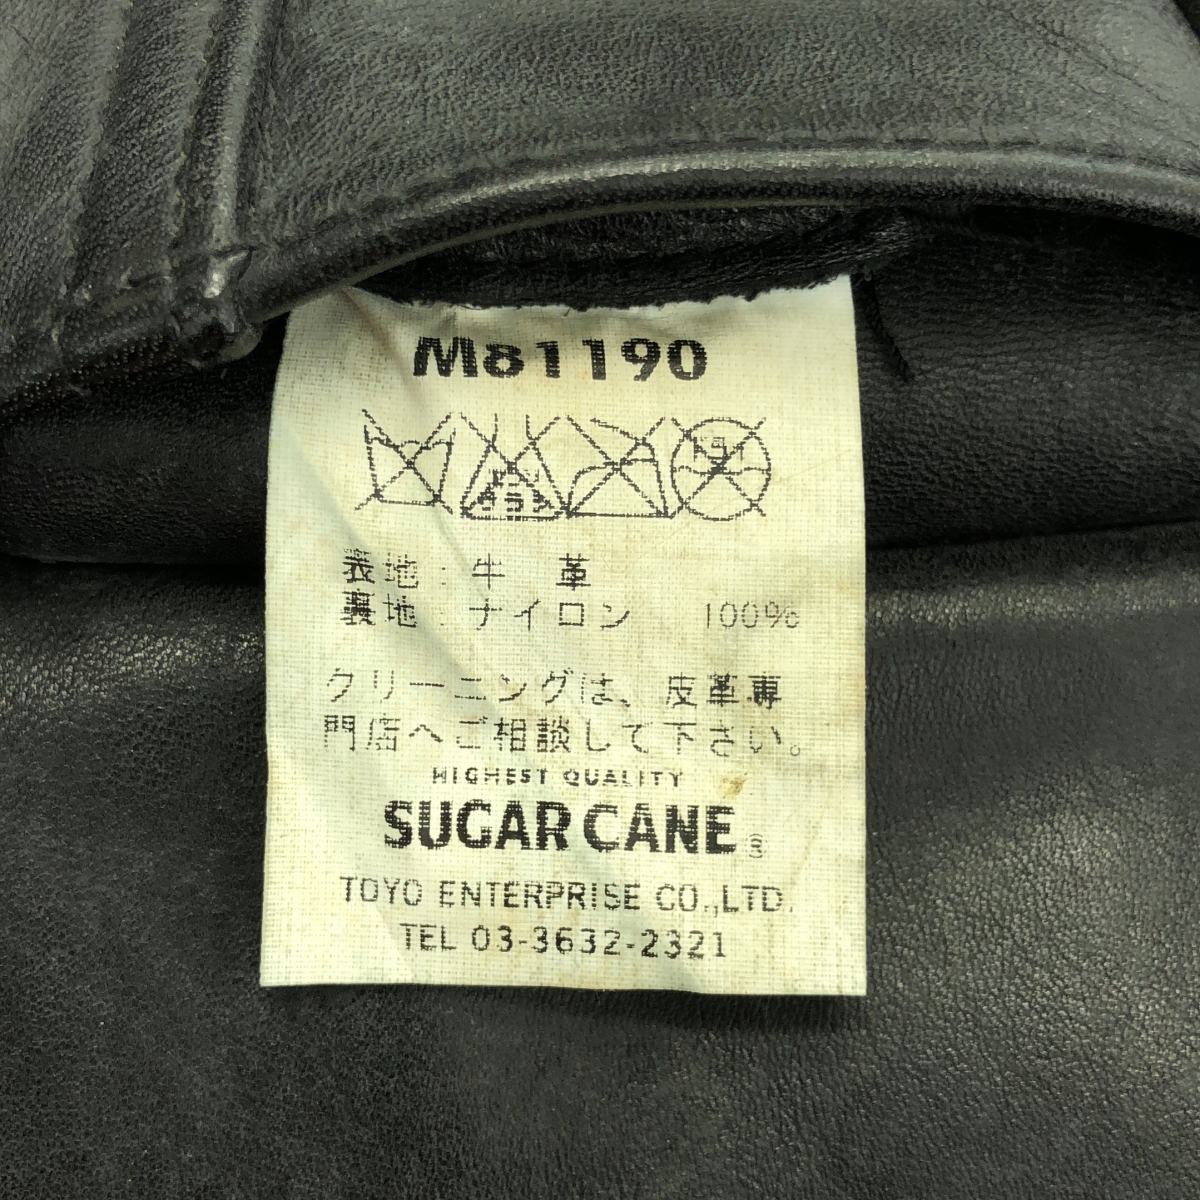 M81190
表地：牛　革
裏地：ナイロン　100%
クリーニングは、皮革専
門店へご相談して下さい。
HIGHEST QUALITY
SUGAR CANE®
TOYO ENTERPRISE CO.,LTD.
TEL 03-3632-2321